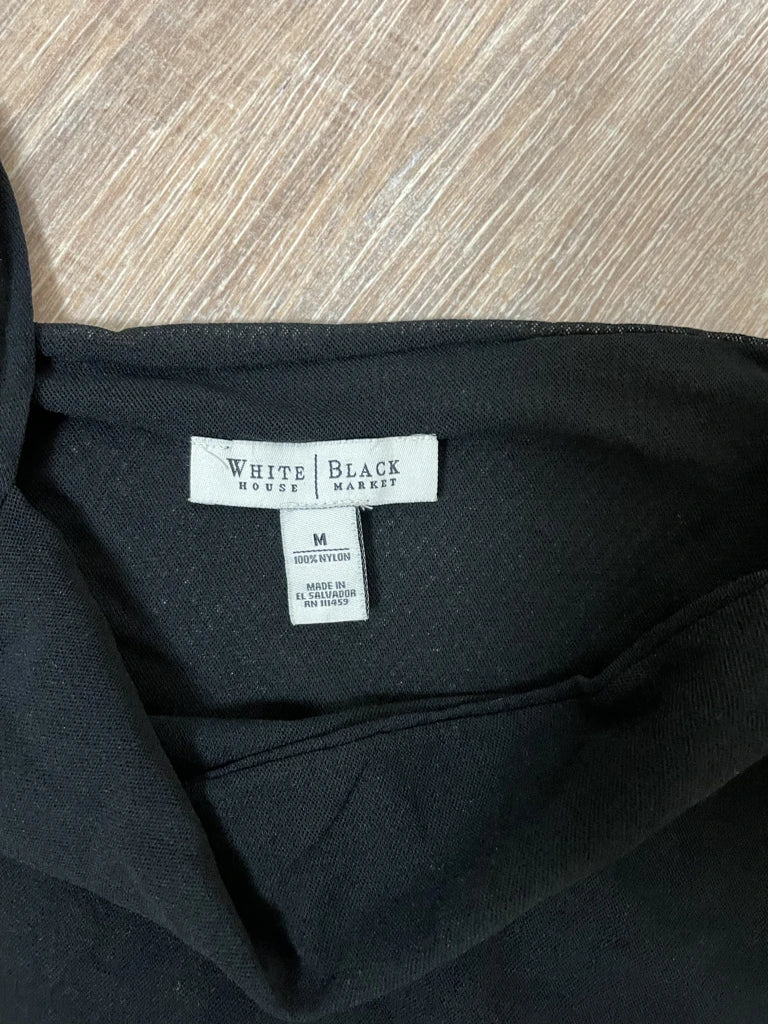 WHITE | BLACK
HOUSE | MARKET
M
100% NYLON
MADE IN
EL SALVADOR
RN 111459